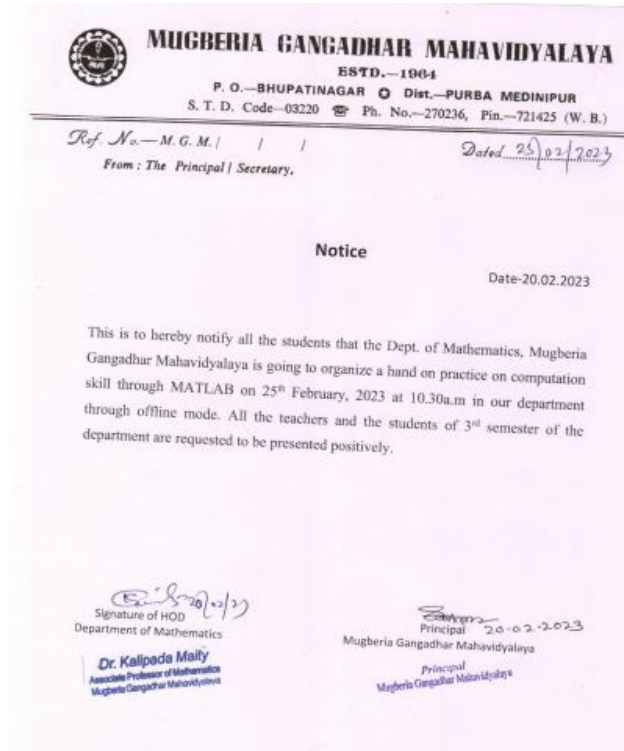 MUGBERIA GANGADHAR MAHAVIDYALAYA
ESTD.—1964
P. O.—BHUPATINAGAR Dist.—PURBA MEDINIPUR
S. T. D. Code—03220 ☎ Ph. No.—270236, Pin.—721425 (W. B.)
Ref. No.—M. G. M. / / /
Dated 25/02/2023
From : The Principal / Secretary.
Notice
Date-20.02.2023
This is to hereby notify all the students that the Dept. of Mathematics, Mugberia
Gangadhar Mahavidyalaya is going to organize a hand on practice on computation
skill through MATLAB on 25th February, 2023 at 10.30a.m in our department
through offline mode. All the teachers and the students of 3rd semester of the
department are requested to be presented positively.
20/02/23
Signature of HOD
Department of Mathematics
Dr. Kalipada Maity
Associate Professor of Mathematics
Mugberia Gangadhar Mahavidyalaya
Principal 20-02-2023
Mugberia Gangadhar Mahavidyalaya
Principal
Mugberia Gangadhar Mahavidyalaya